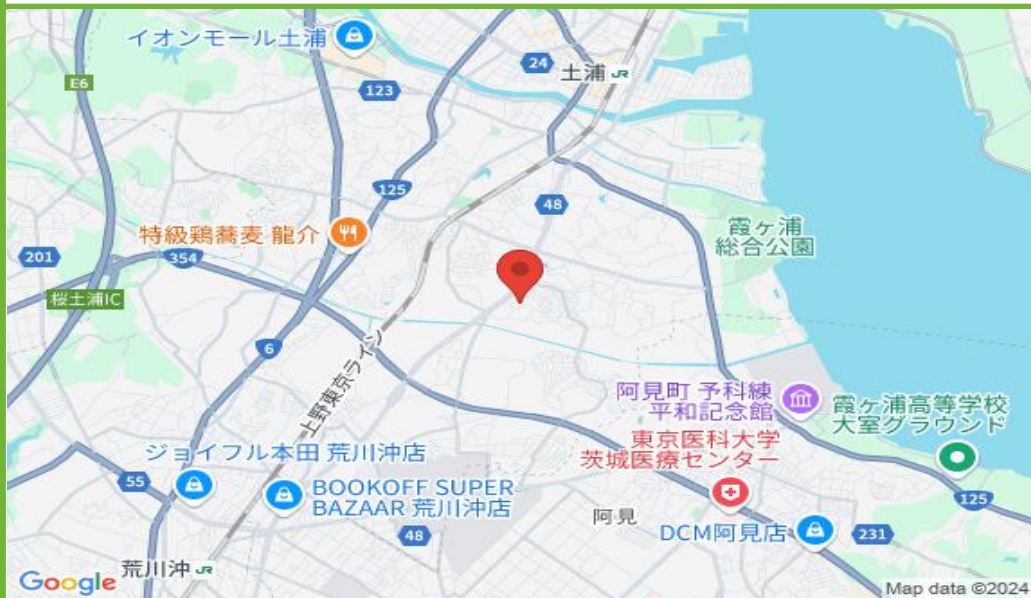 イオンモール土浦
24
土浦 JR
E6
123
125
48
特級鶏蕎麦 龍介
霞ヶ浦
総合公園
201
354
桜土浦IC
6
上野東京ライン
阿見町 予科練
平和記念館
霞ヶ浦高等学校
大室グラウンド
東京医科大学
茨城医療センター
ジョイフル本田 荒川沖店
55
BOOKOFF SUPER
BAZAAR 荒川沖店
125
阿見
48
DCM阿見店
231
荒川沖 JR
Google
Map data ©2024